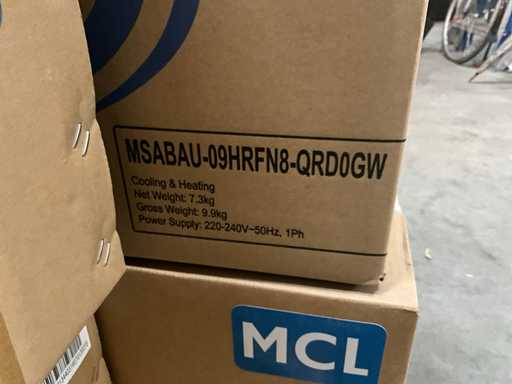 MSABAU-09HRFN8-QRD0GW
Cooling & Heating
Net Weight: 7.3kg
Gross Weight: 9.9kg
Power Supply: 220-240V~50Hz, 1Ph
MCL